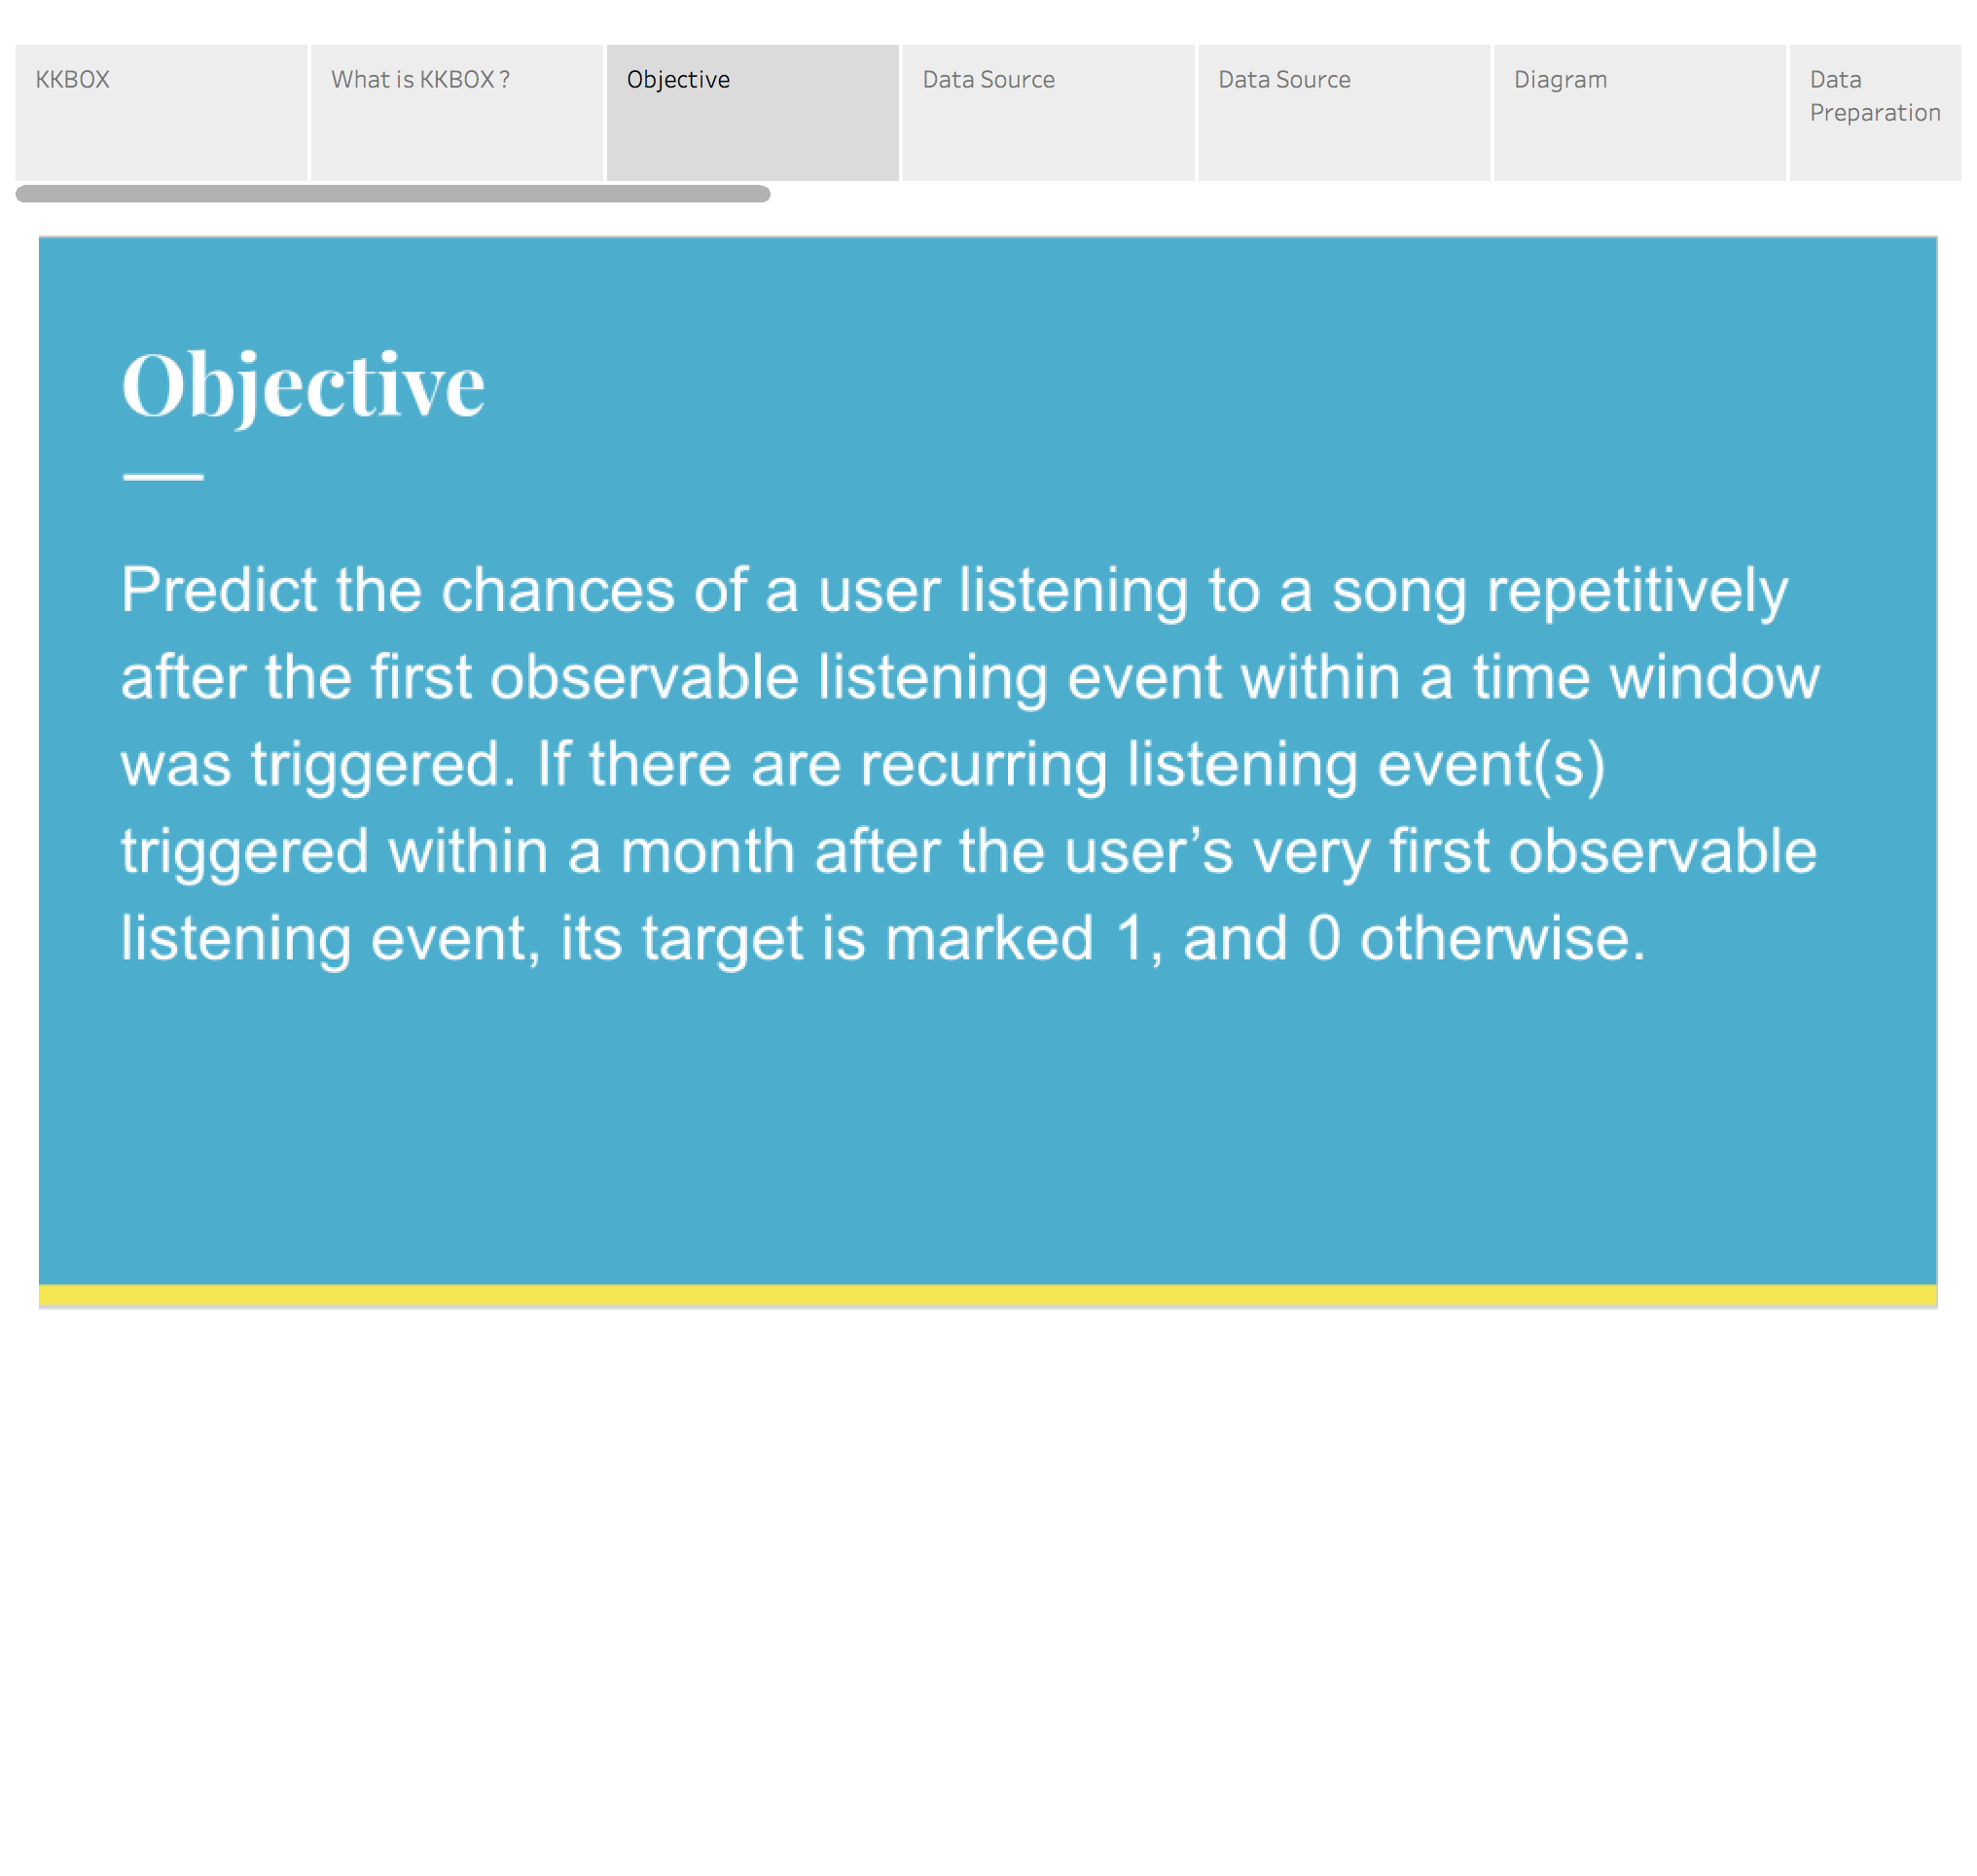 KKBOX
What is KKBOX ?
Objective
Data Source
Data Source
Diagram
Data
Preparation
Objective
Predict the chances of a user listening to a song repetitively
after the first observable listening event within a time window
was triggered. If there are recurring listening event(s)
triggered within a month after the user’s very first observable
listening event, its target is marked 1, and 0 otherwise.